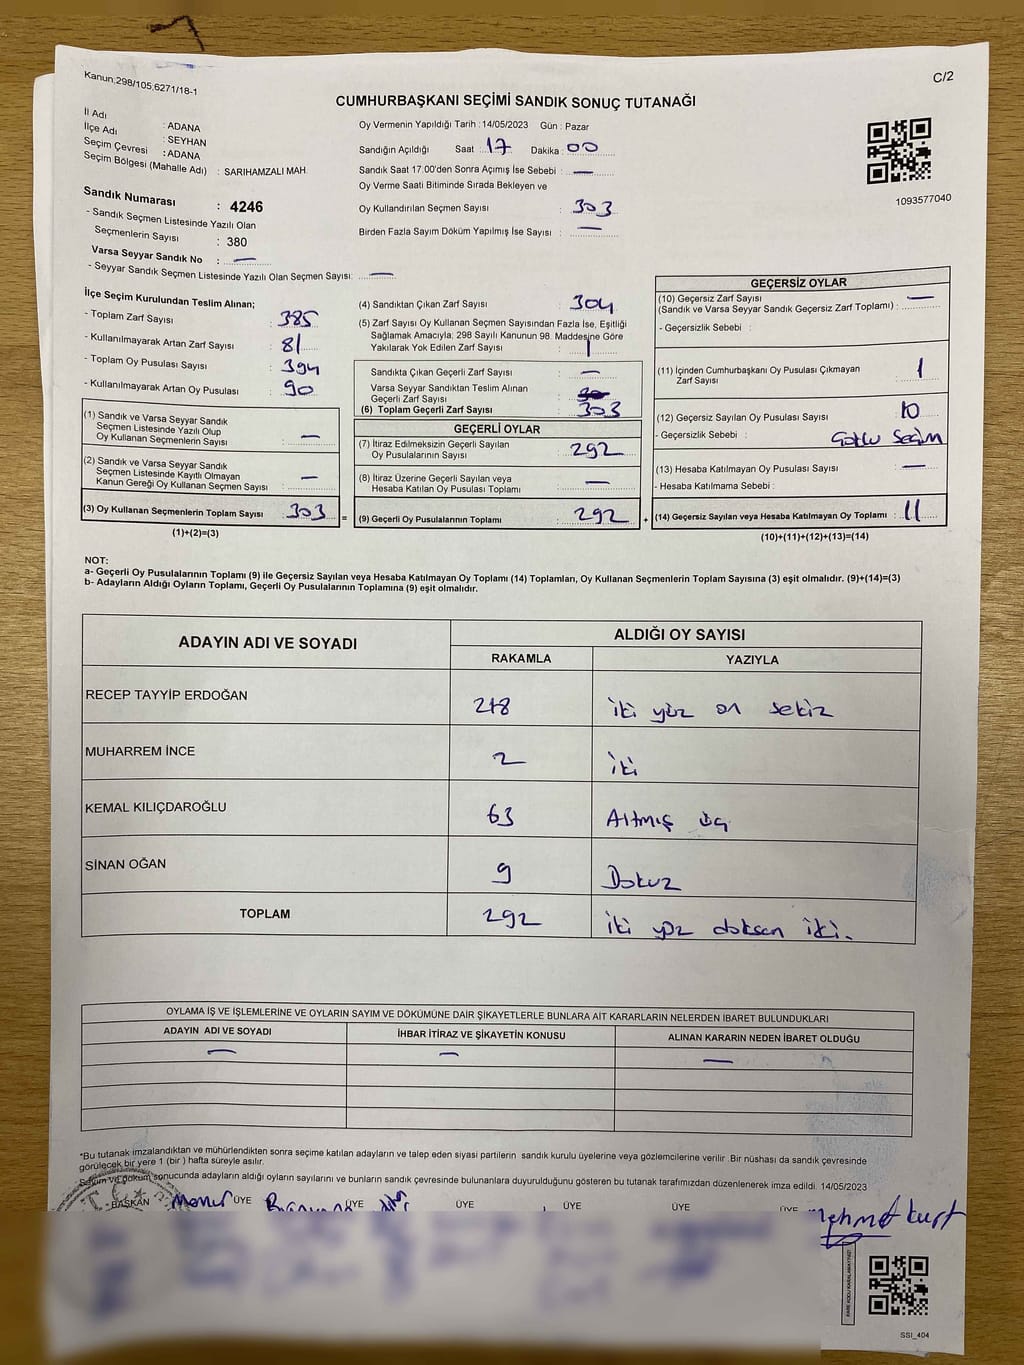 Kanun;298/105,6271/18-1
C/2
CUMHURBAŞKANI SEÇİMİ SANDIK SONUÇ TUTANAĞI
İl Adı : ADANA
İlçe Adı : SEYHAN
Seçim Çevresi : ADANA
Seçim Bölgesi (Mahalle Adı) : SARIHAMZALI MAH.
Sandık Numarası : 4246
- Sandık Seçmen Listesinde Yazılı Olan
Seçmenlerin Sayısı : 380
Varsa Seyyar Sandık No : —
- Seyyar Sandık Seçmen Listesinde Yazılı Olan Seçmen Sayısı: —
Oy Vermenin Yapıldığı Tarih : 14/05/2023 Gün : Pazar
Sandığın Açıldığı Saat : 17 Dakika : 00
Sandık Saat 17:00'den Sonra Açımış İse Sebebi : —
Oy Verme Saati Bitiminde Sırada Bekleyen ve
Oy Kullandırılan Seçmen Sayısı : 303
Birden Fazla Sayım Döküm Yapılmış İse Sayısı : —
1093577040
İlçe Seçim Kurulundan Teslim Alınan;
- Toplam Zarf Sayısı : 385
- Kullanılmayarak Artan Zarf Sayısı : 81
- Toplam Oy Pusulası Sayısı : 394
- Kullanılmayarak Artan Oy Pusulası : 90
(1) Sandık ve Varsa Seyyar Sandık
Seçmen Listesinde Yazılı Olup
Oy Kullanan Seçmenlerin Sayısı : —
(2) Sandık ve Varsa Seyyar Sandık
Seçmen Listesinde Kayıtlı Olmayan
Kanun Gereği Oy Kullanan Seçmen Sayısı : —
(3) Oy Kullanan Seçmenlerin Toplam Sayısı : 303 =
(1)+(2)=(3)
(4) Sandıktan Çıkan Zarf Sayısı : 304
(5) Zarf Sayısı Oy Kullanan Seçmen Sayısından Fazla İse, Eşitliği
Sağlamak Amacıyla; 298 Sayılı Kanunun 98. Maddesine Göre
Yakılarak Yok Edilen Zarf Sayısı : 1
Sandıkta Çıkan Geçerli Zarf Sayısı : —
Varsa Seyyar Sandıktan Teslim Alınan
Geçerli Zarf Sayısı :
(6) Toplam Geçerli Zarf Sayısı : 303
GEÇERLİ OYLAR
(7) İtiraz Edilmeksizin Geçerli Sayılan
Oy Pusulalarının Sayısı : 292
(8) İtiraz Üzerine Geçerli Sayılan veya
Hesaba Katılan Oy Pusulası Toplamı : —
(9) Geçerli Oy Pusulalarının Toplamı : 292 +
GEÇERSİZ OYLAR
(10) Geçersiz Zarf Sayısı : —
(Sandık ve Varsa Seyyar Sandık Geçersiz Zarf Toplamı)
- Geçersizlik Sebebi :
(11) İçinden Cumhurbaşkanı Oy Pusulası Çıkmayan
Zarf Sayısı : 1
(12) Geçersiz Sayılan Oy Pusulası Sayısı : 10
- Geçersizlik Sebebi : Çoklu Seçim
(13) Hesaba Katılmayan Oy Pusulası Sayısı : —
- Hesaba Katılmama Sebebi :
(14) Geçersiz Sayılan veya Hesaba Katılmayan Oy Toplamı : 11
(10)+(11)+(12)+(13)=(14)
NOT:
a- Geçerli Oy Pusulalarının Toplamı (9) ile Geçersiz Sayılan veya Hesaba Katılmayan Oy Toplamı (14) Toplamları, Oy Kullanan Seçmenlerin Toplam Sayısına (3) eşit olmalıdır. (9)+(14)=(3)
b- Adayların Aldığı Oyların Toplamı, Geçerli Oy Pusulalarının Toplamına (9) eşit olmalıdır.
ADAYIN ADI VE SOYADI ALDIĞI OY SAYISI
RAKAMLA YAZIYLA
RECEP TAYYİP ERDOĞAN 218 iki yüz on sekiz
MUHARREM İNCE 2 iki
KEMAL KILIÇDAROĞLU 63 Altmış üç
SİNAN OĞAN 9 Dokuz
TOPLAM 292 iki yüz doksan iki.
OYLAMA İŞ VE İŞLEMLERİNE VE OYLARIN SAYIM VE DÖKÜMÜNE DAİR ŞİKAYETLERLE BUNLARA AİT KARARLARIN NELERDEN İBARET BULUNDUKLARI
ADAYIN ADI VE SOYADI İHBAR İTİRAZ VE ŞİKAYETİN KONUSU ALINAN KARARIN NEDEN İBARET OLDUĞU
— — —
*Bu tutanak imzalandıktan ve mühürlendikten sonra seçime katılan adayların ve talep eden siyasi partilerin sandık kurulu üyelerine veya gözlemcilerine verilir. Bir nüshası da sandık çevresinde
görülecek bir yere 1 (bir ) hafta süreyle asılır.
Sayım ve döküm sonucunda adayların aldığı oyların sayılarını ve bunların sandık çevresinde bulunanlara duyurulduğunu gösteren bu tutanak tarafımızdan düzenlenerek imza edildi. 14/05/2023
BAŞKAN Memur ÜYE ÜYE ÜYE ÜYE ÜYE ÜYE
Mehmet kurt
SSI_404